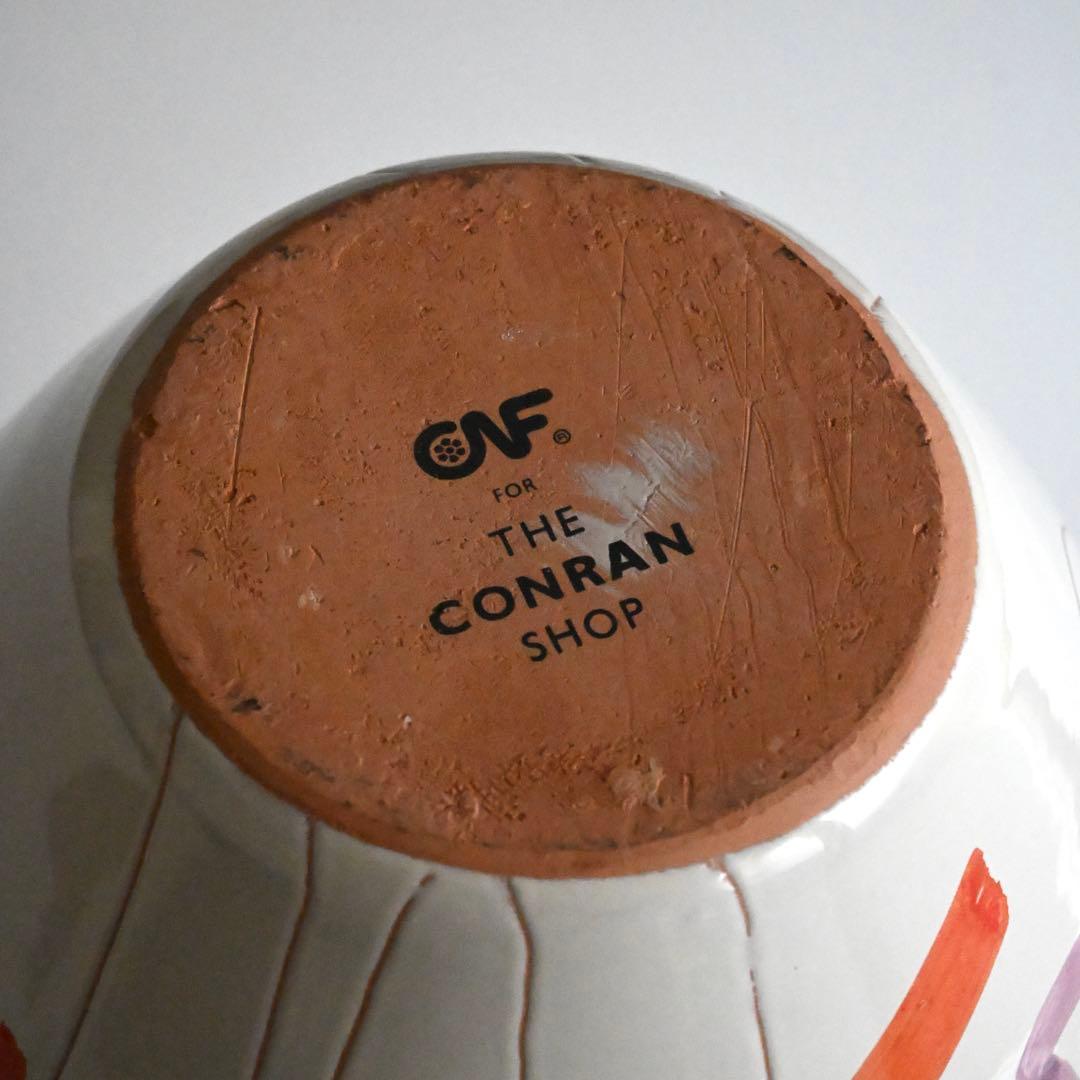 CNF®
FOR
THE
CONRAN
SHOP